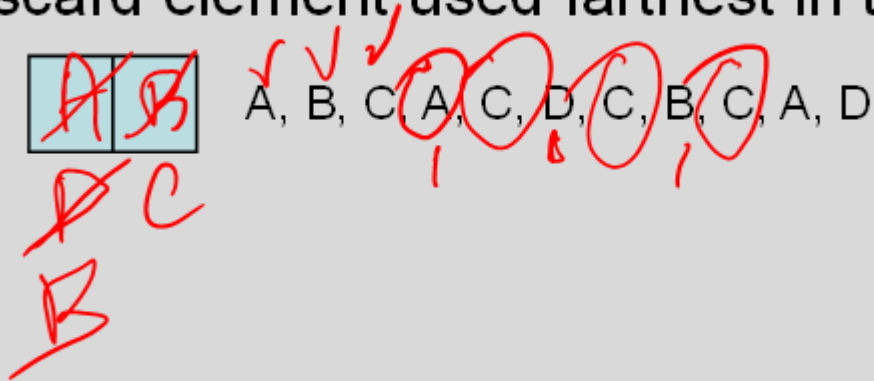 scard element used farthest in t
A B A, B, C, A, C, D, C, B, C, A, D
D C
B